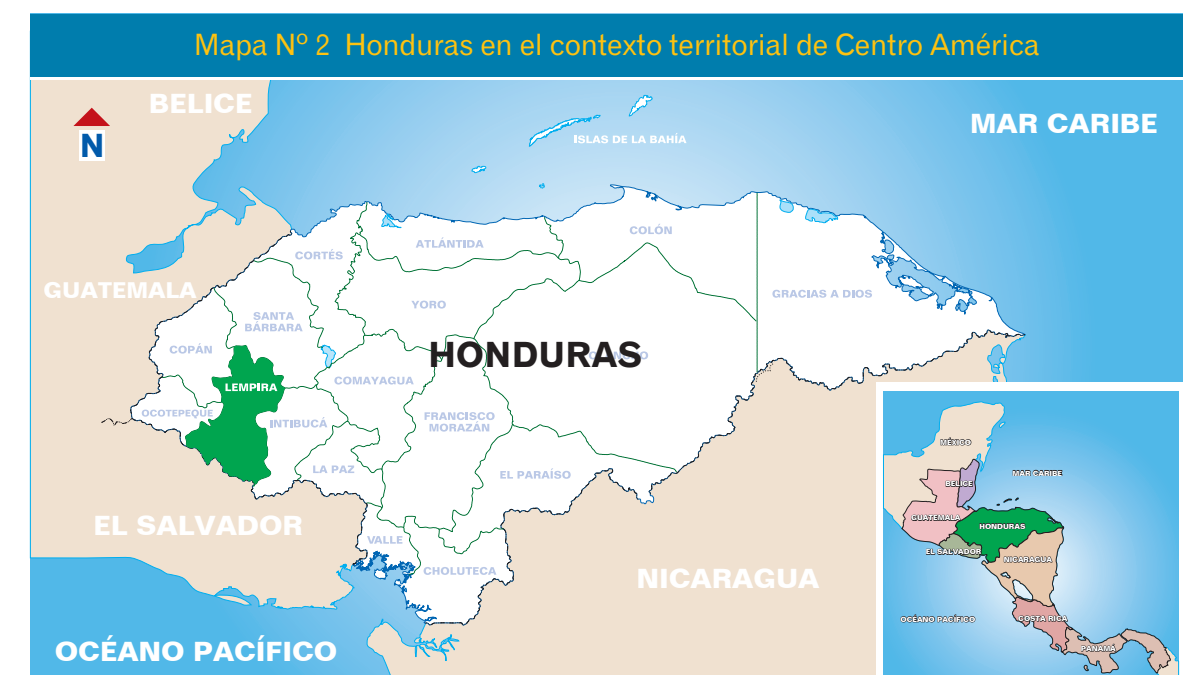 Mapa Nº 2 Honduras en el contexto territorial de Centro América
BELICE
N
MAR CARIBE
ISLAS DE LA BAHÍA
COLÓN
ATLÁNTIDA
CORTÉS
GUATEMALA
GRACIAS A DIOS
YORO
SANTA
BÁRBARA
COPÁN
HONDURAS
LEMPIRA
COMAYAGUA
OCOTEPEQUE
INTIBUCÁ
FRANCISCO
MORAZÁN
LA PAZ
EL PARAÍSO
EL SALVADOR
VALLE
CHOLUTECA
NICARAGUA
OCÉANO PACÍFICO
MÉXICO
MAR CARIBE
BELICE
GUATEMALA
HONDURAS
EL SALVADOR
NICARAGUA
OCÉANO PACÍFICO
COSTA RICA
PANAMÁ